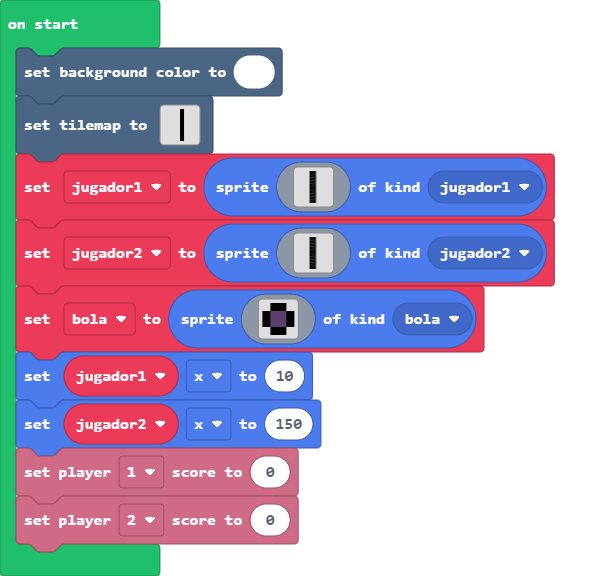 on start
set background color to
set tilemap to
set jugador1 to sprite of kind jugador1
set jugador2 to sprite of kind jugador2
set bola to sprite of kind bola
set jugador1 x to 10
set jugador2 x to 150
set player 1 score to 0
set player 2 score to 0